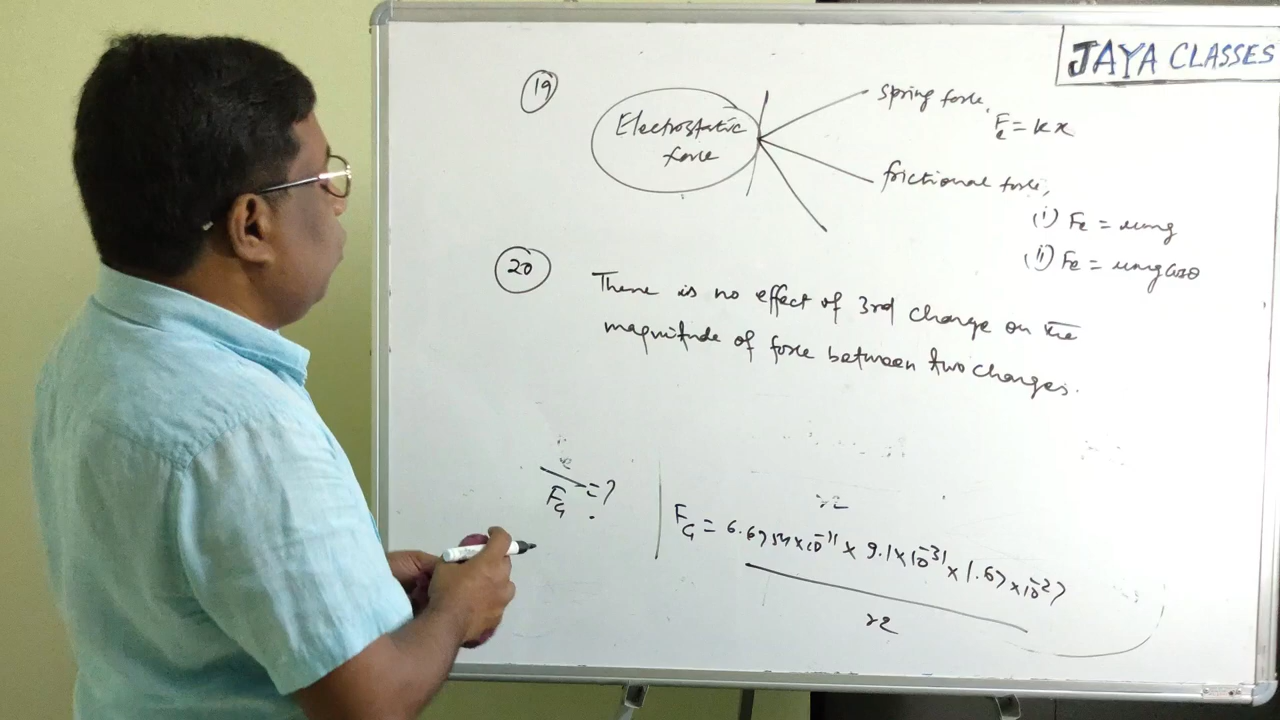 JAYA CLASSES
19
Electrostatic
force
spring force,
Fe = kx
frictional force,
(i) Fe = μmg
(ii) Fe = μmg cosθ
20
There is no effect of 3rd charge on the
magnitude of force between two charges.
e
FG = ?
FG = 6.6754×10⁻¹¹ × 9.1×10⁻³¹ × 1.67×10⁻²⁷
r2